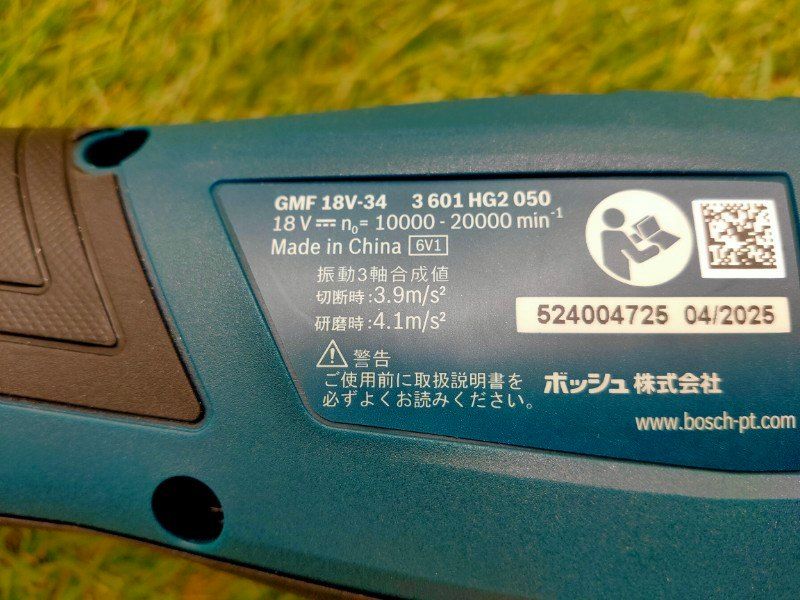 GMF 18V-34 3 601 HG2 050
18 V ⎓ n₀= 10000 - 20000 min⁻¹
Made in China 6V1
振動3軸合成値
切断時:3.9m/s²
研磨時:4.1m/s²
524004725 04/2025
警告
ご使用前に取扱説明書を
必ずよくお読みください。
ボッシュ株式会社
www.bosch-pt.com